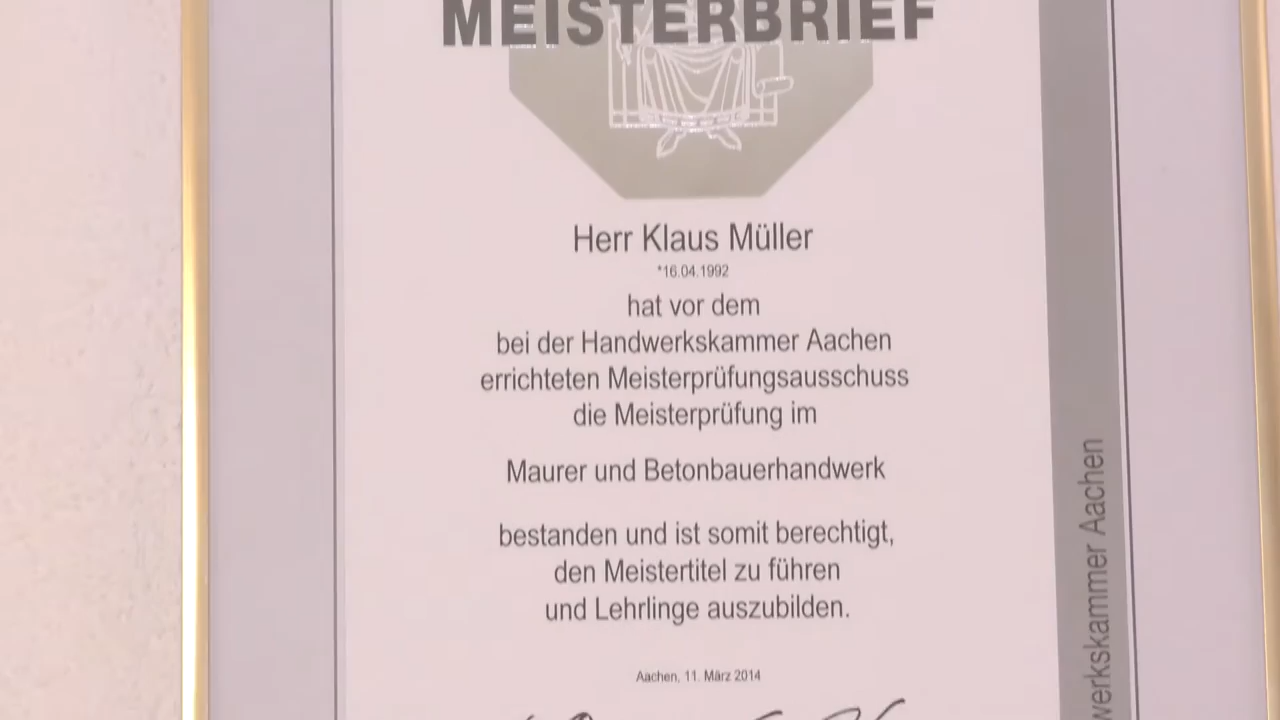 MEISTERBRIEF
Herr Klaus Müller
*16.04.1992
hat vor dem
bei der Handwerkskammer Aachen
errichteten Meisterprüfungsausschuss
die Meisterprüfung im
Maurer und Betonbauerhandwerk
bestanden und ist somit berechtigt,
den Meistertitel zu führen
und Lehrlinge auszubilden.
Aachen, 11. März 2014
werkskammer Aachen